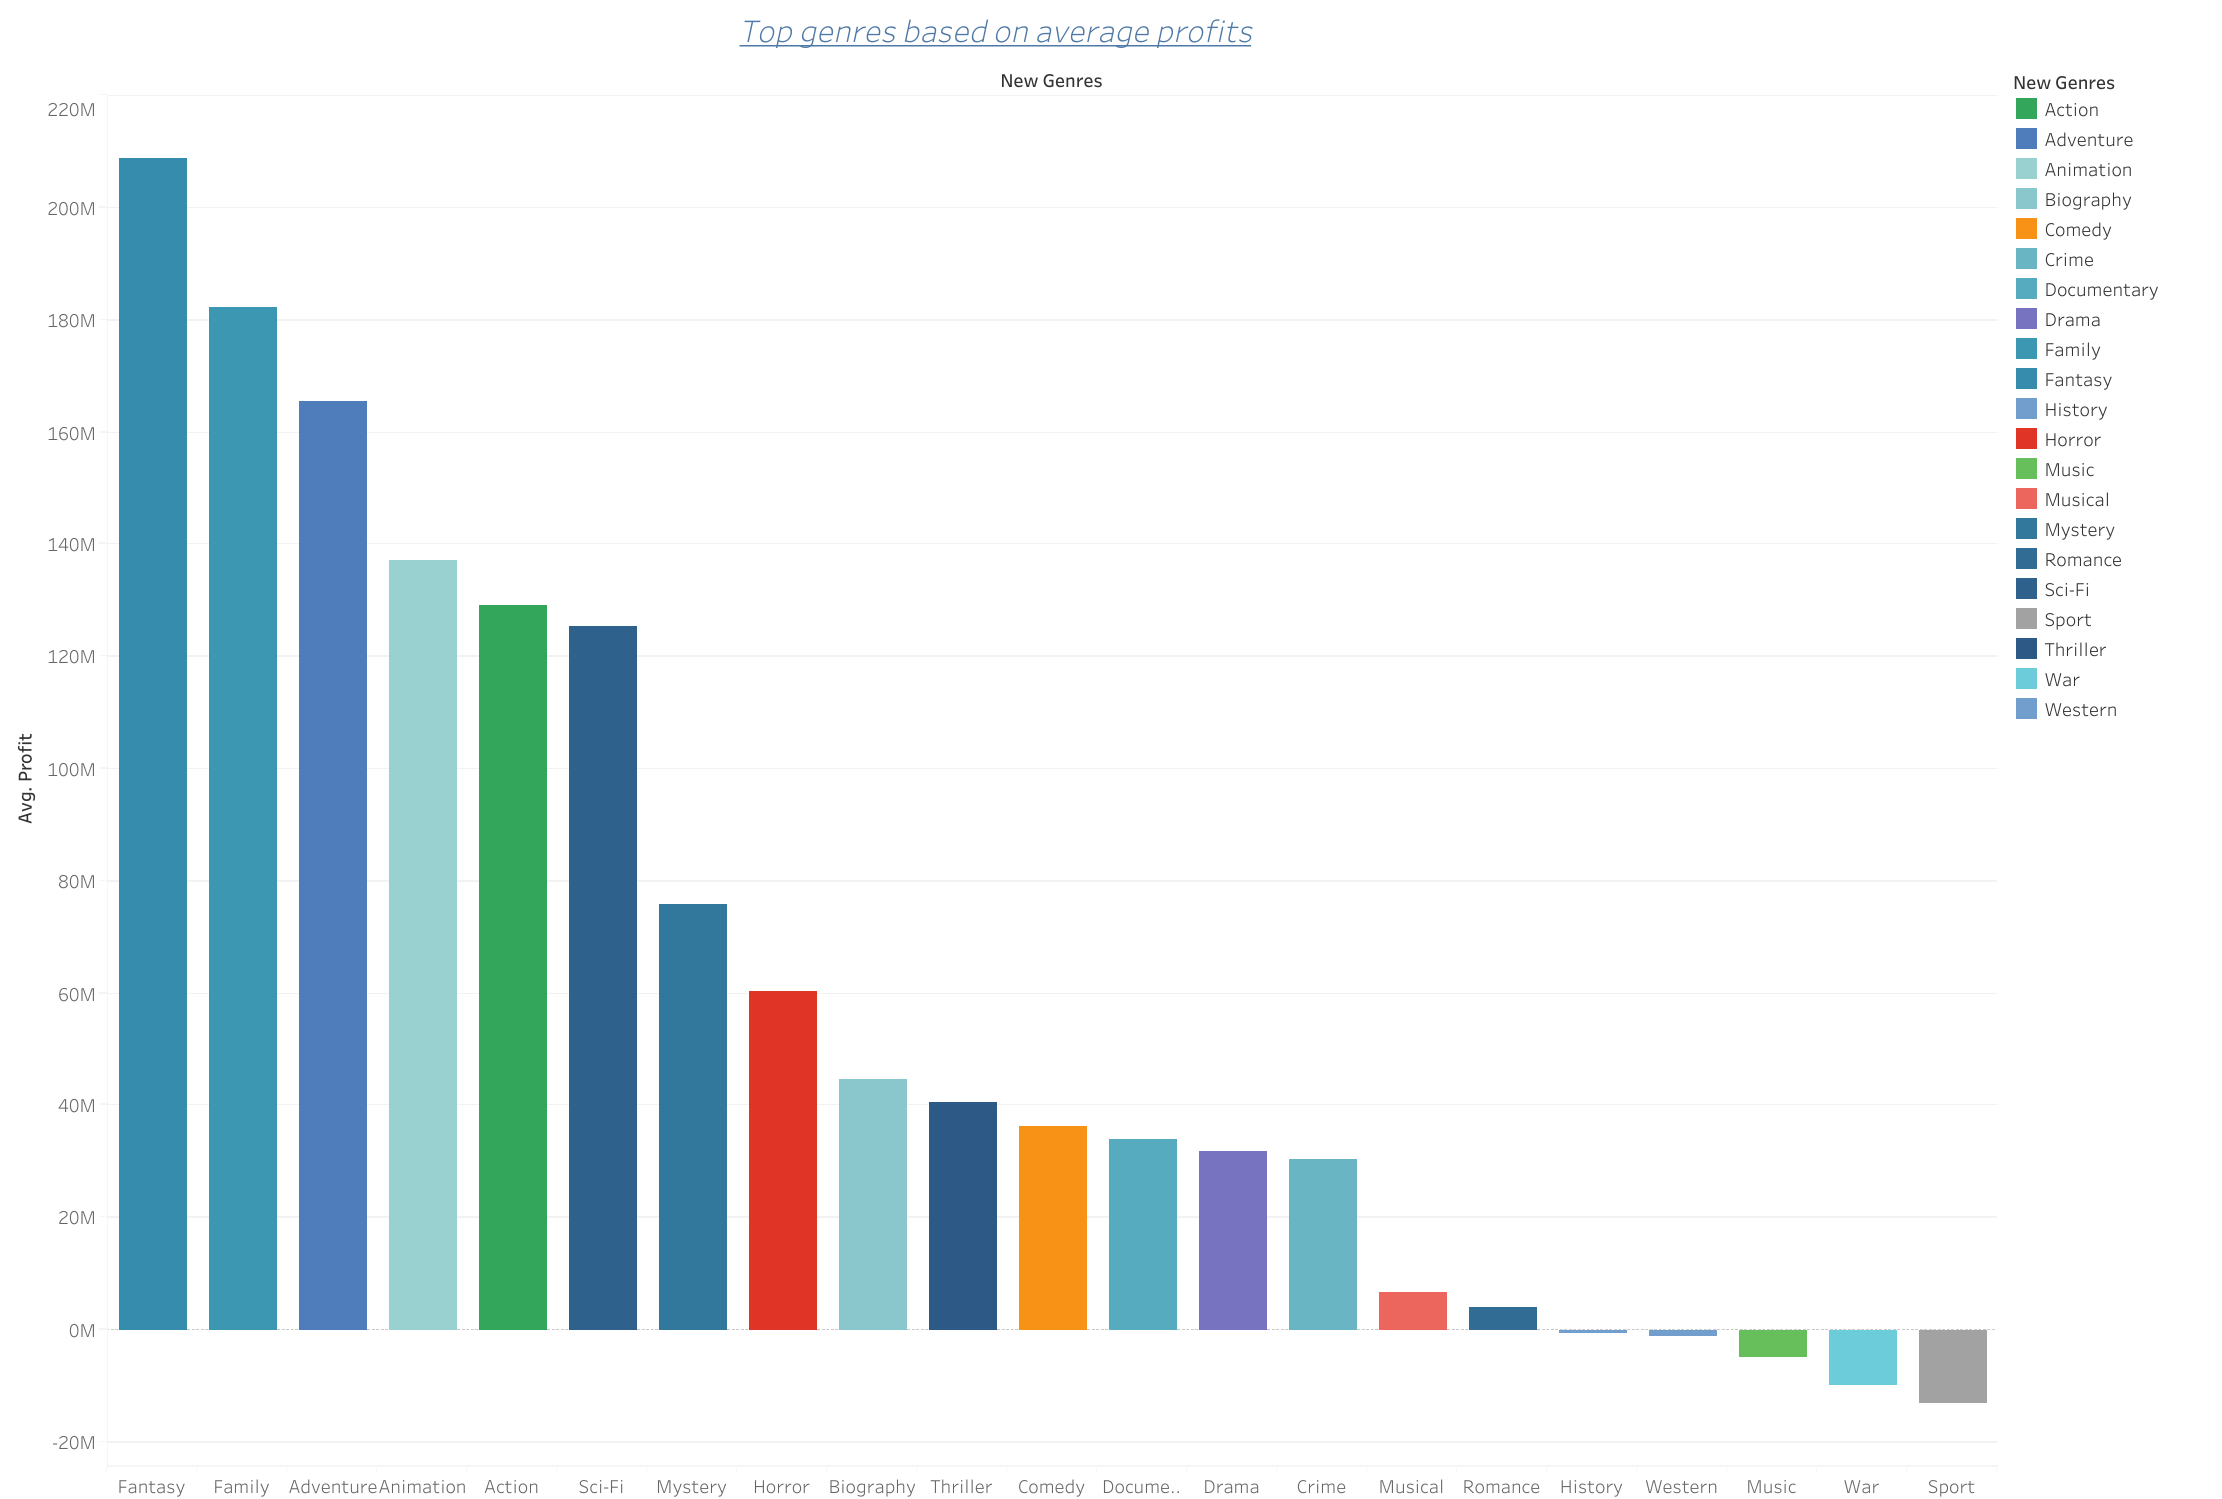 Top genres based on average profits
New Genres
Avg. Profit
220M
200M
180M
160M
140M
120M
100M
80M
60M
40M
20M
0M
-20M
Fantasy
Family
Adventure
Animation
Action
Sci-Fi
Mystery
Horror
Biography
Thriller
Comedy
Docume..
Drama
Crime
Musical
Romance
History
Western
Music
War
Sport
New Genres
Action
Adventure
Animation
Biography
Comedy
Crime
Documentary
Drama
Family
Fantasy
History
Horror
Music
Musical
Mystery
Romance
Sci-Fi
Sport
Thriller
War
Western